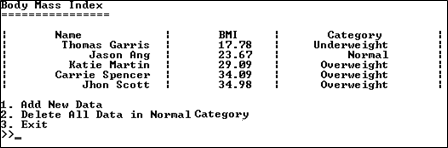 Body Mass Index
================
| Name | BMI | Category |
| Thomas Garris | 17.78 | Underweight |
| Jason Ang | 23.67 | Normal |
| Katie Martin | 29.09 | Overweight |
| Carrie Spencer | 34.09 | Overweight |
| Jhon Scott | 34.98 | Overweight |
1. Add New Data
2. Delete All Data in Normal Category
3. Exit
>>_